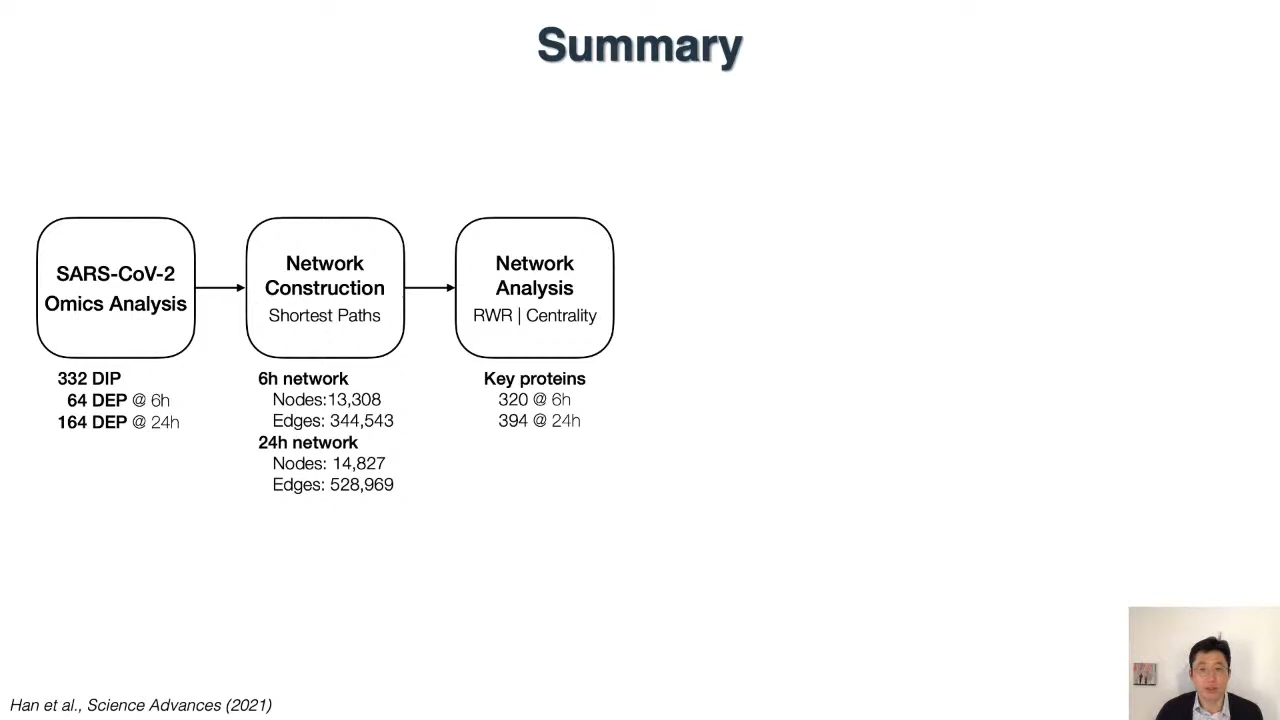 Summary
SARS-CoV-2
Omics Analysis
332 DIP
64 DEP @ 6h
164 DEP @ 24h
Network
Construction
Shortest Paths
6h network
Nodes:13,308
Edges: 344,543
24h network
Nodes: 14,827
Edges: 528,969
Network
Analysis
RWR | Centrality
Key proteins
320 @ 6h
394 @ 24h
Han et al., Science Advances (2021)